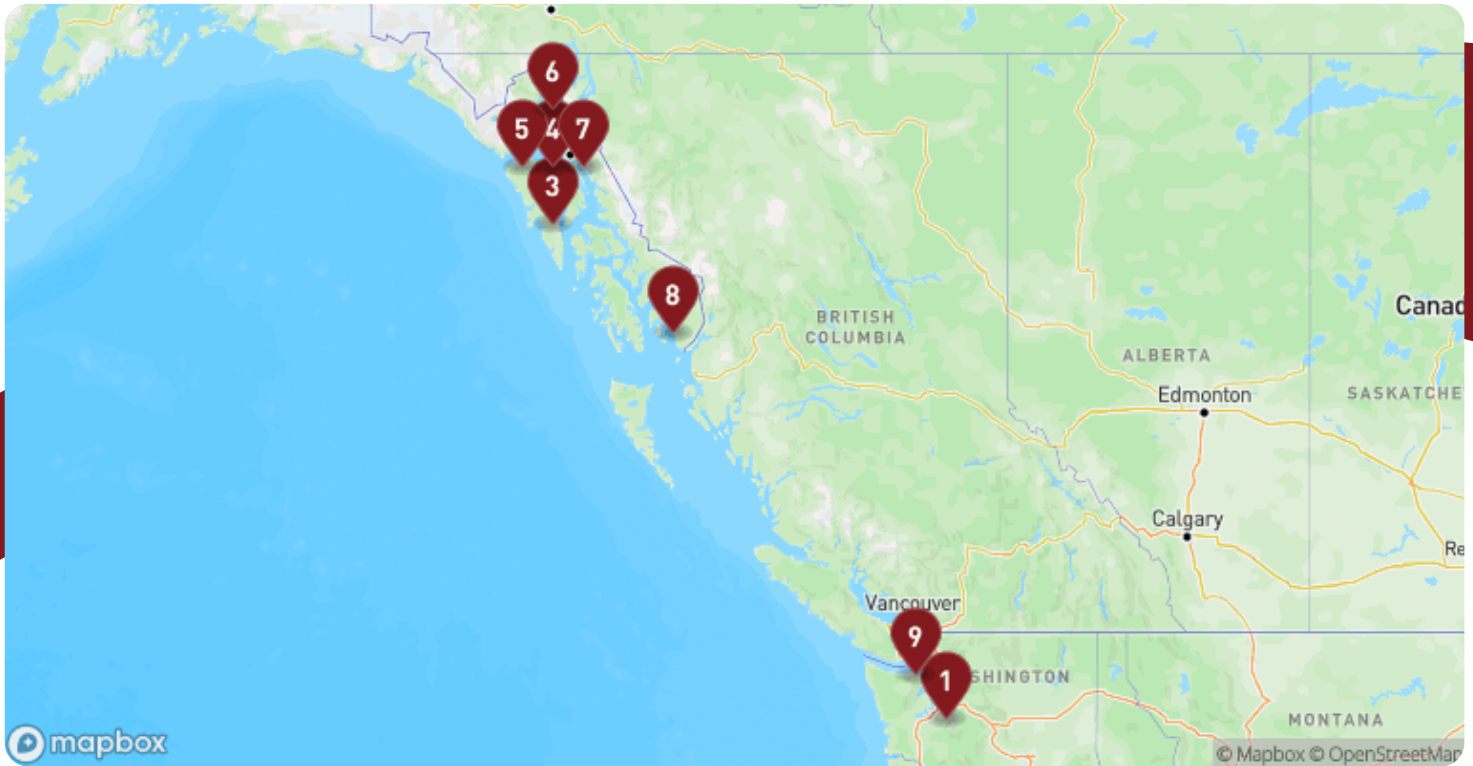 6
5
4
7
3
8
BRITISH
COLUMBIA
Canad
ALBERTA
Edmonton
SASKATCHE
Calgary
Re
Vancouver
9
1
SHINGTON
MONTANA
mapbox
© Mapbox © OpenStreetMap